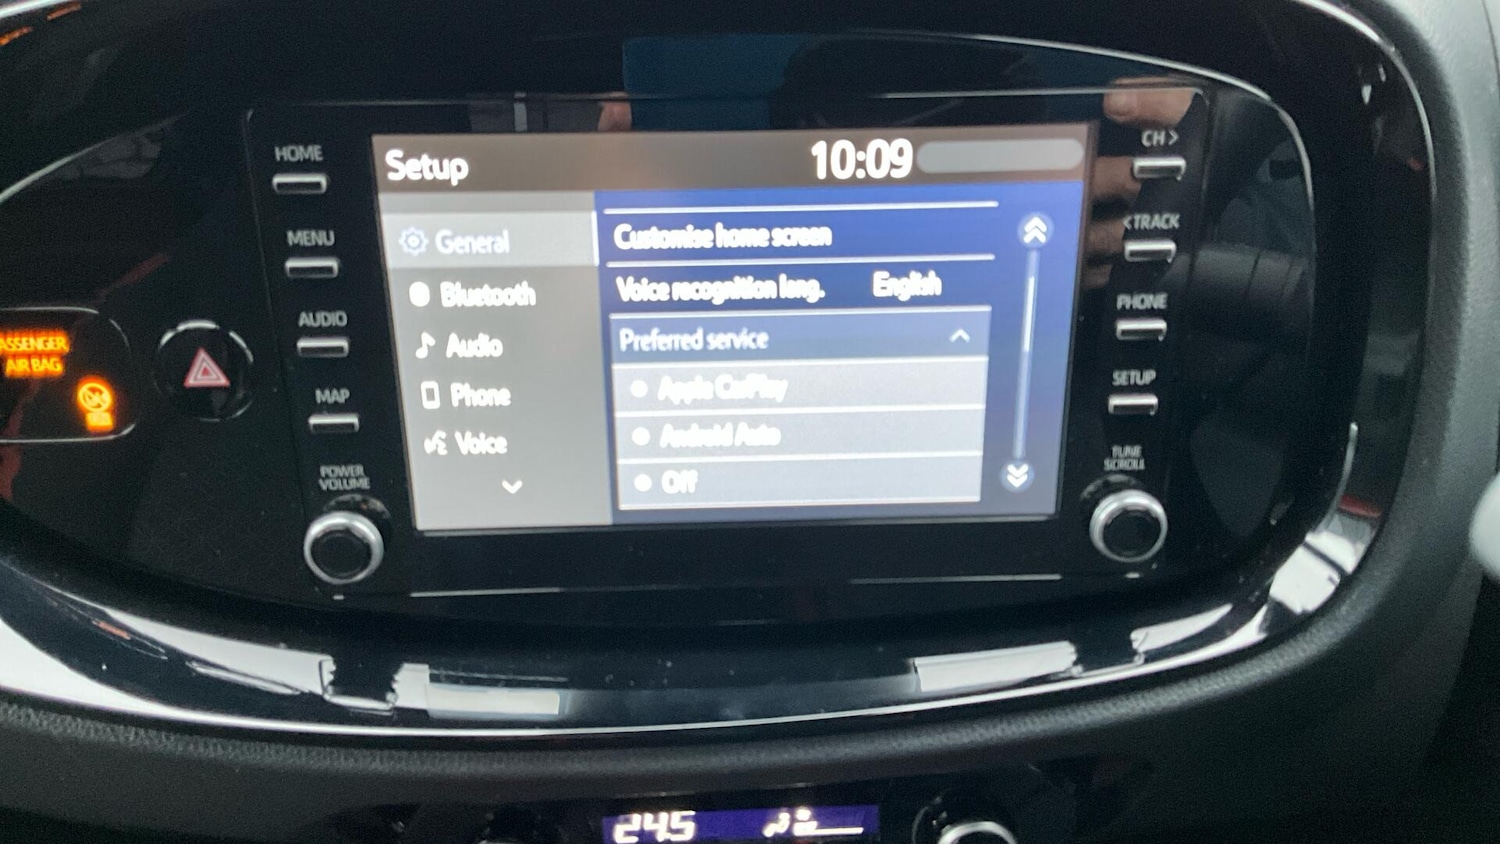 HOME
MENU
AUDIO
MAP
POWER
VOLUME
ASSENGER
AIR BAG
Setup
10:09
General
Bluetooth
Audio
Phone
Voice
Customise home screen
Voice recognition lang. English
Preferred service
Apple CarPlay
Android Auto
Off
CH >
<TRACK
PHONE
SETUP
TUNE
SCROLL
24.5